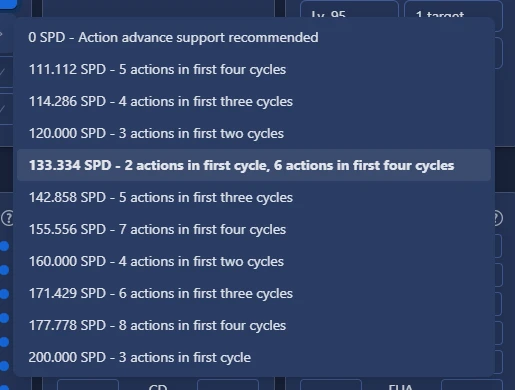 Lv. 95
1 target
0 SPD - Action advance support recommended
111.112 SPD - 5 actions in first four cycles
114.286 SPD - 4 actions in first three cycles
120.000 SPD - 3 actions in first two cycles
133.334 SPD - 2 actions in first cycle, 6 actions in first four cycles
142.858 SPD - 5 actions in first three cycles
?
155.556 SPD - 7 actions in first four cycles
160.000 SPD - 4 actions in first two cycles
171.429 SPD - 6 actions in first three cycles
177.778 SPD - 8 actions in first four cycles
200.000 SPD - 3 actions in first cycle